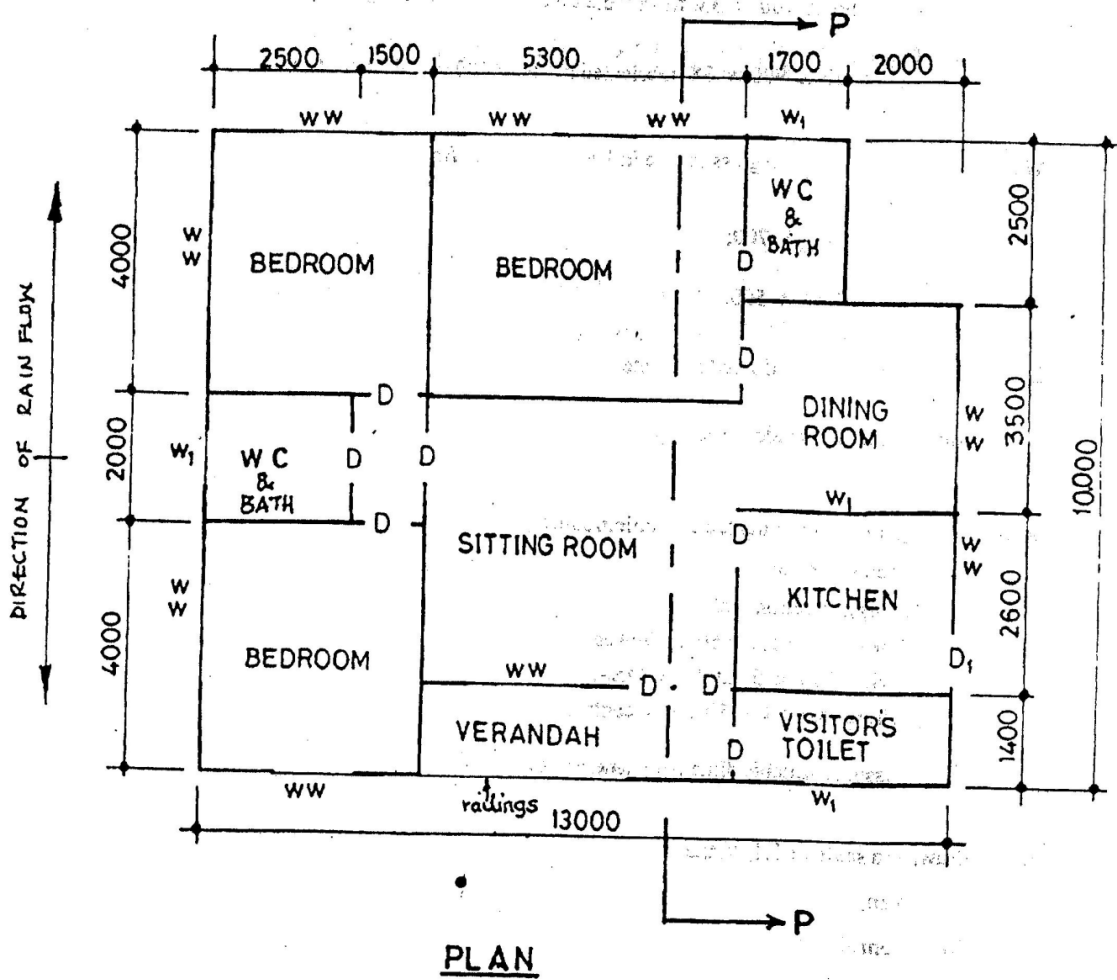 P
2500
1500
5300
1700
2000
WW
WW
WW
W1
WC
&
BATH
4000
2500
WW
BEDROOM
BEDROOM
D
DIRECTION OF RAIN FLOW
D
D
DINING
ROOM
WW
3500
10.000
2000
W1
WC
&
BATH
D
D
D
SITTING ROOM
W1
D
WW
KITCHEN
2600
WW
4000
BEDROOM
D1
WW
D
D
VERANDAH
D
VISITOR'S
TOILET
1400
WW
railings
W1
13000
P
PLAN